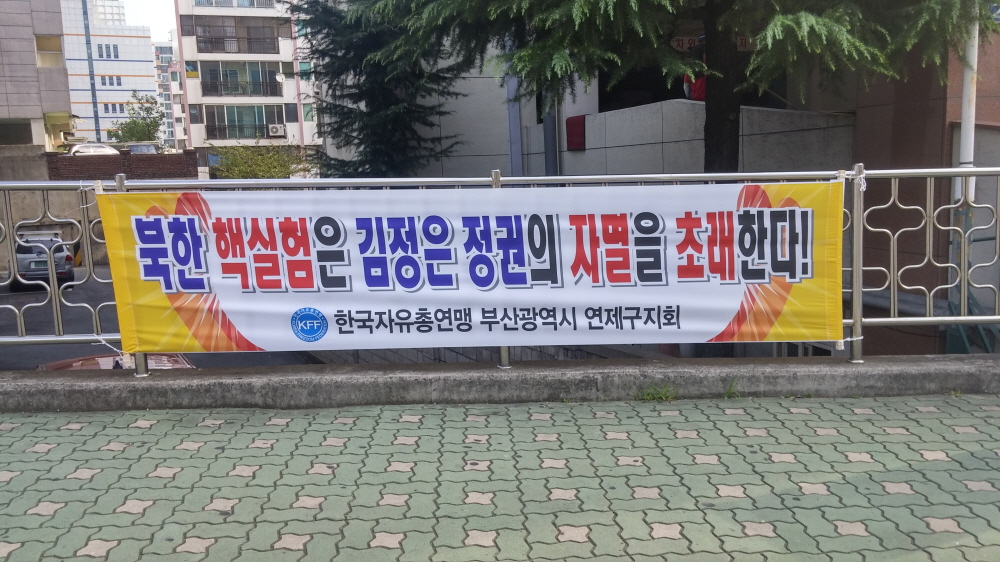 북한 핵실험은 김정은 정권의 자멸을 초래한다!
KFF 한국자유총연맹 부산광역시 연제구지회